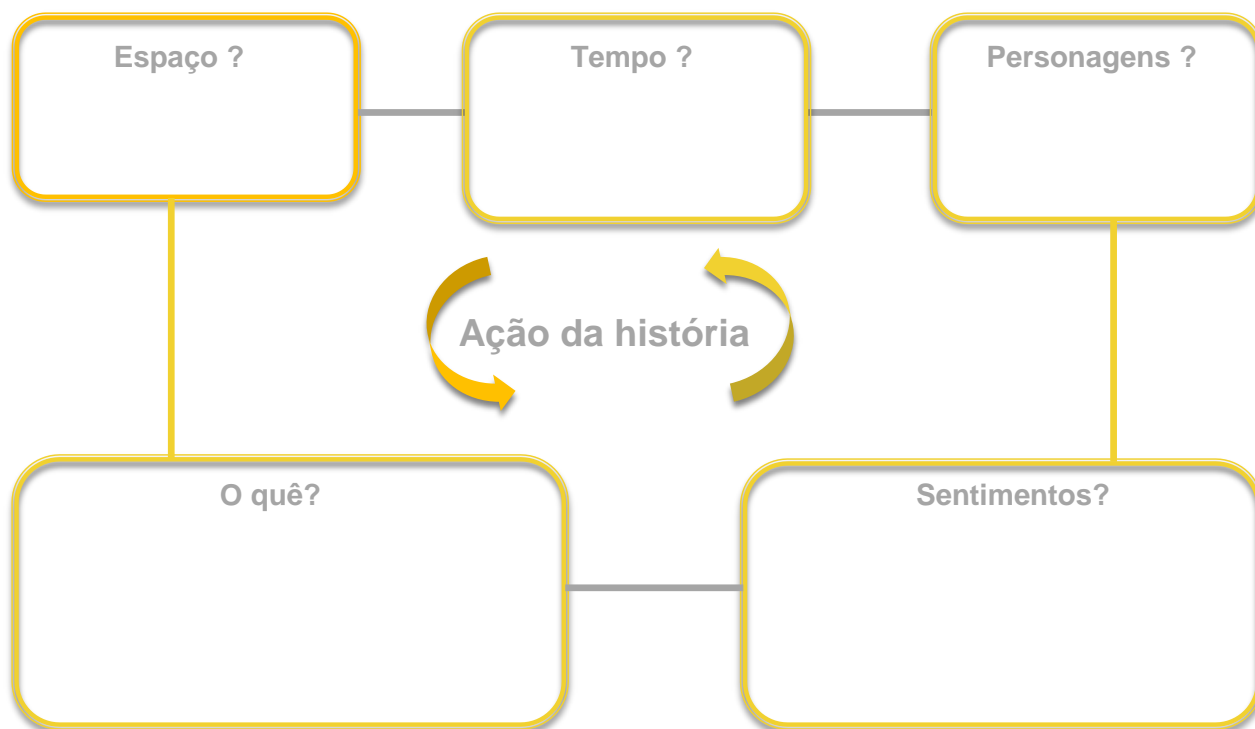 Espaço ?
Tempo ?
Personagens ?
Ação da história
O quê?
Sentimentos?